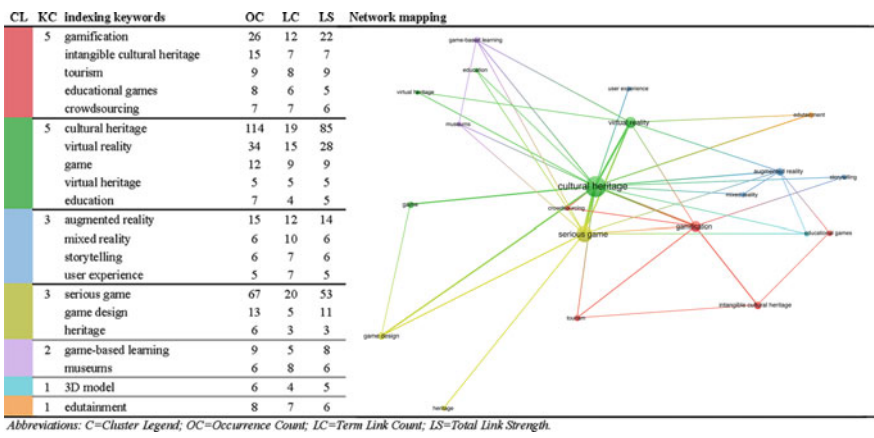 CL KC indexing keywords OC LC LS Network mapping
5 gamification 26 12 22
intangible cultural heritage 15 7 7
tourism 9 8 9
educational games 8 6 5
crowdsourcing 7 7 6
5 cultural heritage 114 19 85
virtual reality 34 15 28
game 12 9 9
virtual heritage 5 5 5
education 7 4 5
3 augmented reality 15 12 14
mixed reality 6 10 6
storytelling 6 7 6
user experience 5 7 5
3 serious game 67 20 53
game design 13 5 11
heritage 6 3 3
2 game-based learning 9 5 8
museums 6 8 6
1 3D model 6 4 5
1 edutainment 8 7 6
game-based learning
education
virtual heritage
user experience
museums
virtual reality
edutainment
augmented reality
storytelling
cultural heritage
mixed reality
game
crowdsourcing
serious game
gamification
educational games
intangible cultural heritage
tourism
game design
heritage
Abbreviations: C=Cluster Legend; OC=Occurrence Count; LC=Term Link Count; LS=Total Link Strength.